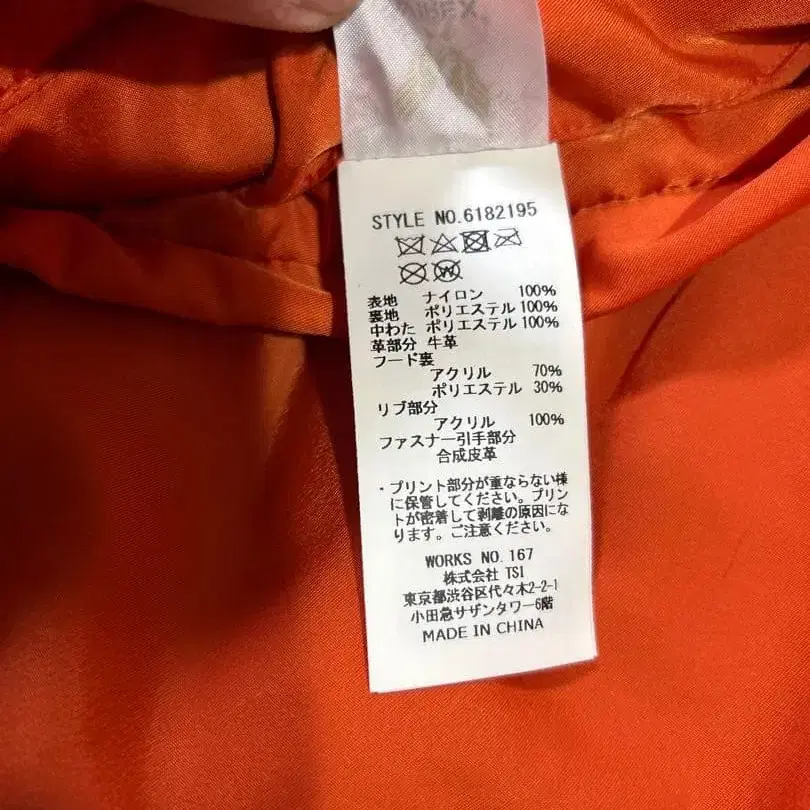 STYLE NO.6182195
表地 ナイロン 100%
裏地 ポリエステル 100%
中わた ポリエステル 100%
革部分 牛革
フード裏
アクリル 70%
ポリエステル 30%
リブ部分
アクリル 100%
ファスナー引手部分
合成皮革
・プリント部分が重ならない様
に保管してください。プリン
トが密着して剥離の原因にな
ります。ご注意ください。
WORKS NO.167
株式会社 TSI
東京都渋谷区代々木2-2-1
小田急サザンタワー6階
MADE IN CHINA